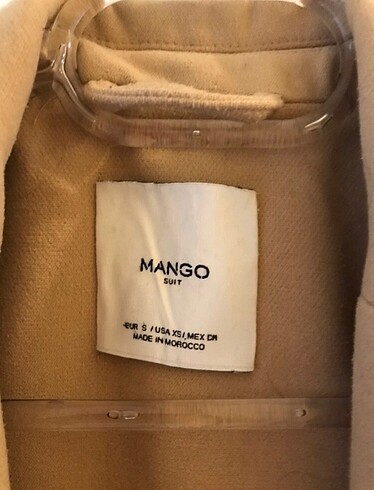 MANGO
SUIT
EUR S / USA XS / MEX CH
MADE IN MOROCCO